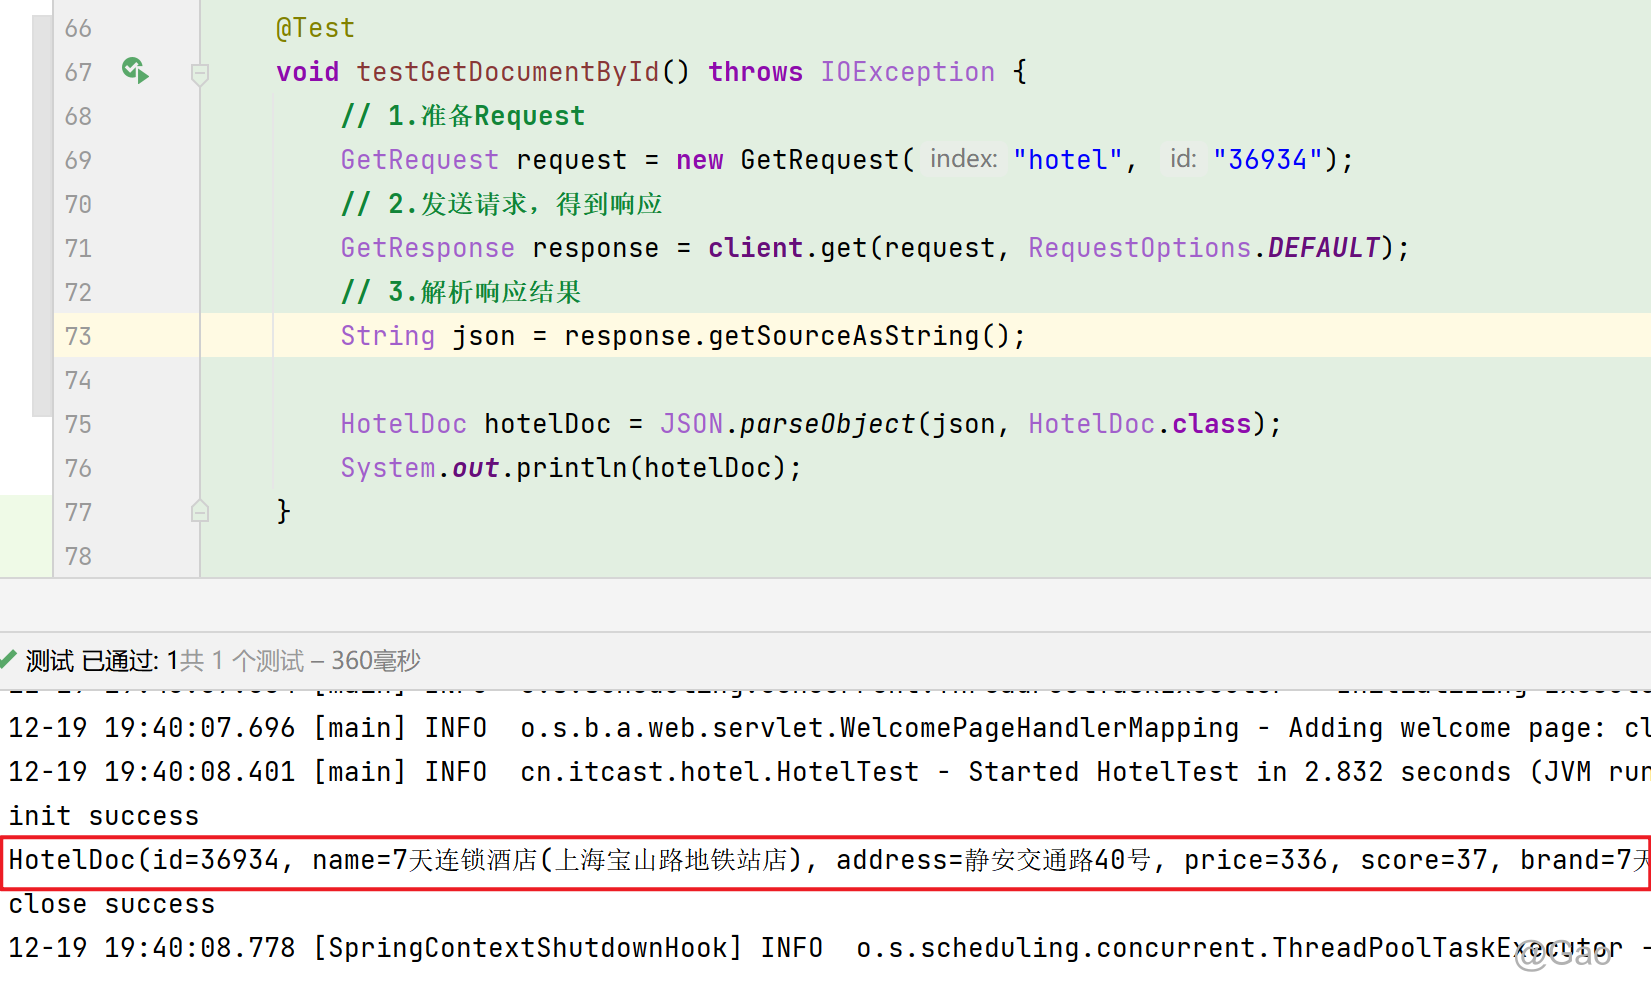 66 @Test
67 void testGetDocumentById() throws IOException {
68 // 1.准备Request
69 GetRequest request = new GetRequest( index: "hotel", id: "36934");
70 // 2.发送请求，得到响应
71 GetResponse response = client.get(request, RequestOptions.DEFAULT);
72 // 3.解析响应结果
73 String json = response.getSourceAsString();
74
75 HotelDoc hotelDoc = JSON.parseObject(json, HotelDoc.class);
76 System.out.println(hotelDoc);
77 }
78
测试 已通过: 1共 1 个测试 – 360毫秒
12-19 19:40:07.696 [main] INFO o.s.b.a.web.servlet.WelcomePageHandlerMapping - Adding welcome page: cl
12-19 19:40:08.401 [main] INFO cn.itcast.hotel.HotelTest - Started HotelTest in 2.832 seconds (JVM run
init success
HotelDoc(id=36934, name=7天连锁酒店(上海宝山路地铁站店), address=静安交通路40号, price=336, score=37, brand=7天
close success
12-19 19:40:08.778 [SpringContextShutdownHook] INFO o.s.scheduling.concurrent.ThreadPoolTaskExecutor -
@Gao